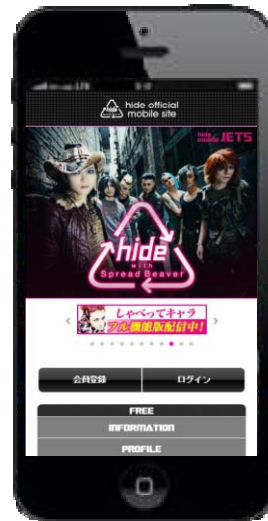 hide official
mobile site
hide
mobile JETS
hide
with
Spread Beaver
しゃべってキャラ
フル機能版配信中!
会員登録
ログイン
FREE
INFORMATION
PROFILE